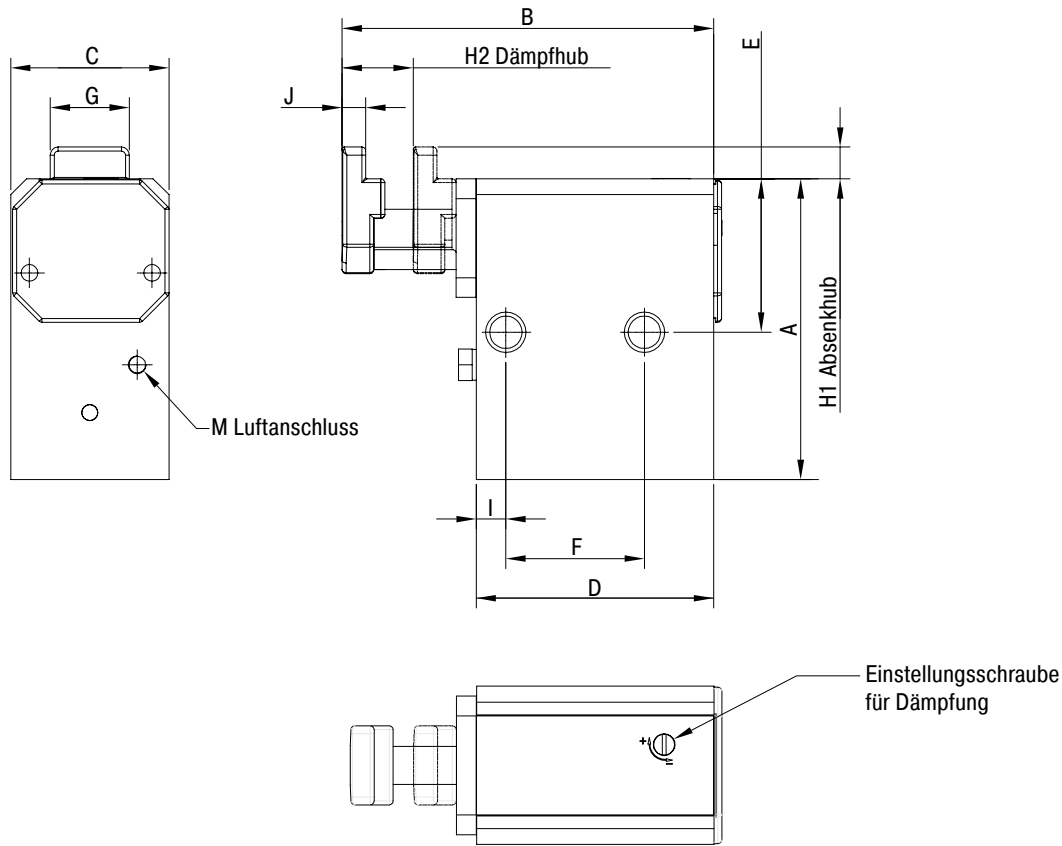 B
E
C
H2 Dämpfhub
J
G
A
H1 Absenkhub
M Luftanschluss
I
F
D
Einstellungsschraube
für Dämpfung
+
-